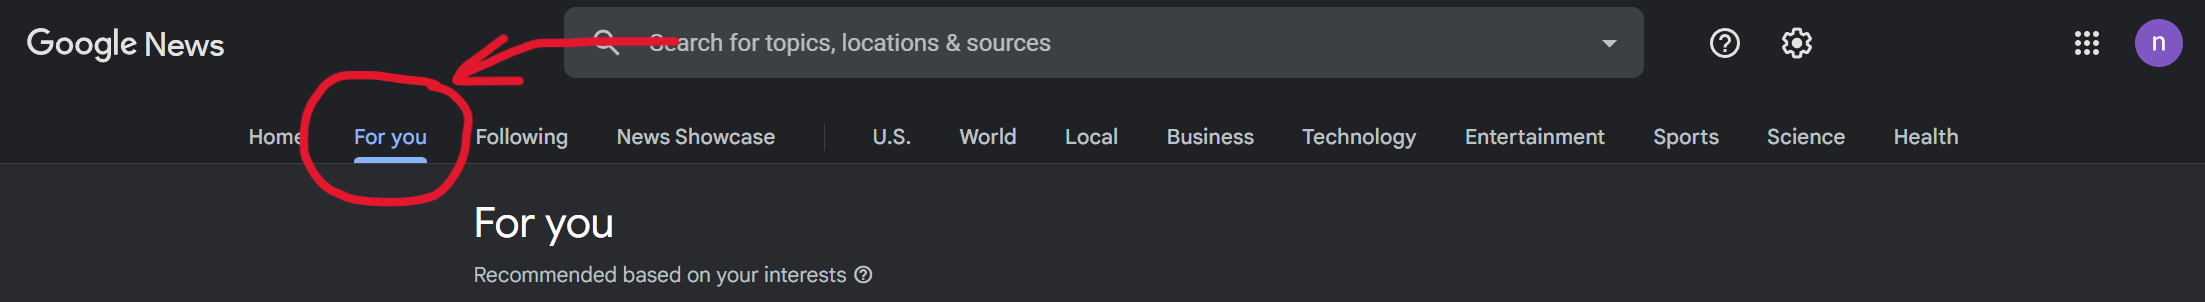 Google News
Search for topics, locations & sources
n
Home For you Following News Showcase U.S. World Local Business Technology Entertainment Sports Science Health
For you
Recommended based on your interests